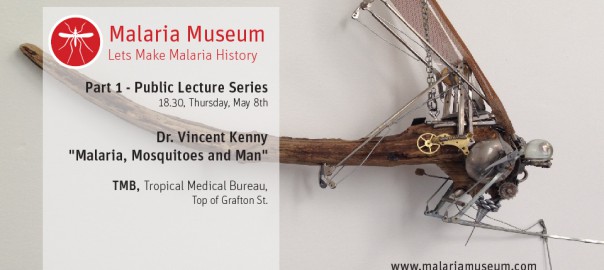 Malaria Museum
Lets Make Malaria History
Part 1 - Public Lecture Series
18.30, Thursday, May 8th
Dr. Vincent Kenny
"Malaria, Mosquitoes and Man"
TMB, Tropical Medical Bureau,
Top of Grafton St.
www.malariamuseum.com